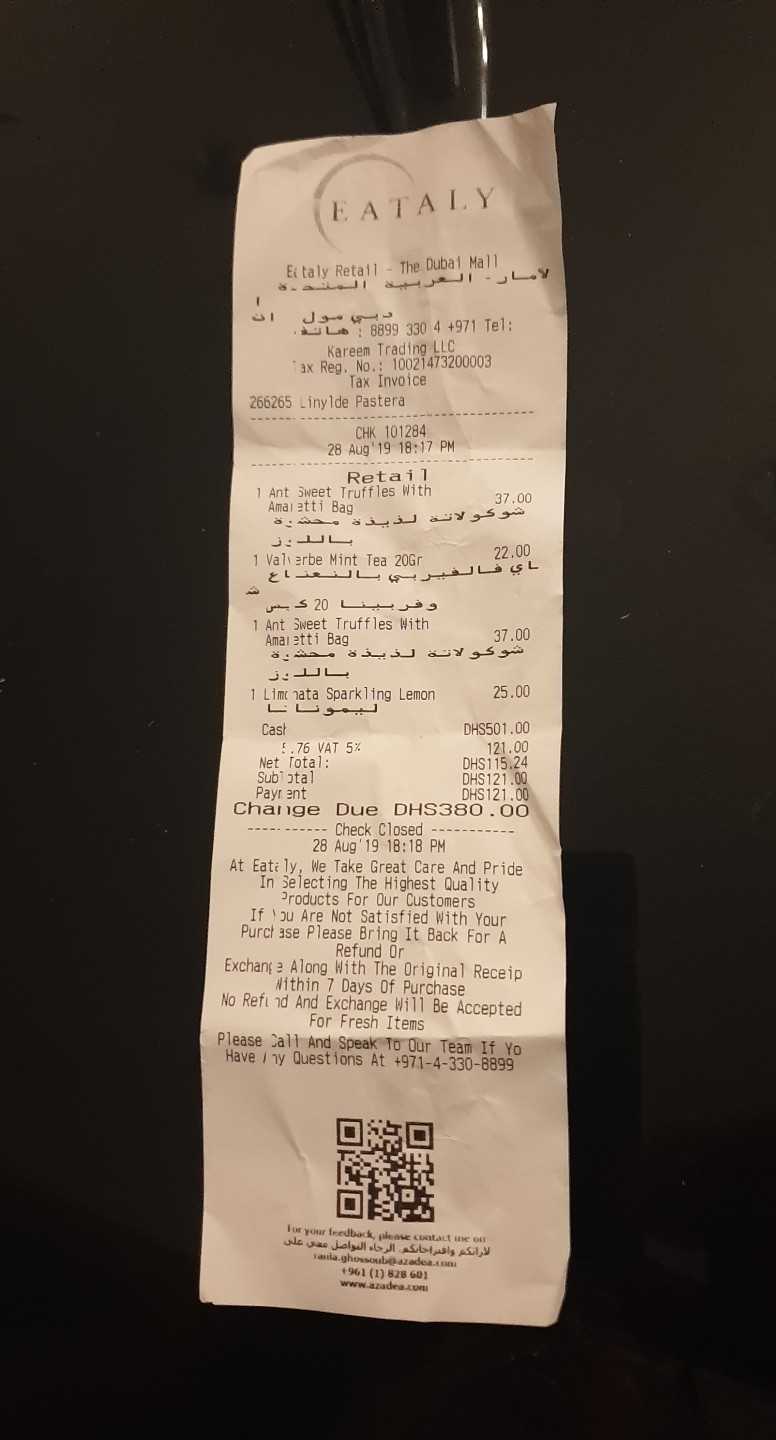 EATALY
Eataly Retail - The Dubai Mall
لامار- العربية المتحدة
ا
دبي مول ات
هاتف : 8899 330 4 +971 Tel:
Kareem Trading LLC
Tax Reg. No.: 10021473200003
Tax Invoice
266265 Linylde Pastera
CHK 101284
28 Aug'19 18:17 PM
Retail
1 Ant Sweet Truffles With
Amaretti Bag 37.00
شوكولاتة لذيذة محشوة
باللوز
1 Valverbe Mint Tea 20Gr 22.00
اي فالفيربي بالنعناع
ش
وفربينا 20 كيس
1 Ant Sweet Truffles With
Amaretti Bag 37.00
شوكولاتة لذيذة محشوة
باللوز
1 Limonata Sparkling Lemon 25.00
ليموناتا
Cash DHS501.00
5.76 VAT 5% 121.00
Net Total: DHS115.24
Subtotal DHS121.00
Payment DHS121.00
Change Due DHS380.00
------------ Check Closed -----------
28 Aug'19 18:18 PM
At Eataly, We Take Great Care And Pride
In Selecting The Highest Quality
Products For Our Customers
If You Are Not Satisfied With Your
Purchase Please Bring It Back For A
Refund Or
Exchange Along With The Original Receip
Within 7 Days Of Purchase
No Refund And Exchange Will Be Accepted
For Fresh Items
Please Call And Speak To Our Team If Yo
Have Any Questions At +971-4-330-8899
For your feedback, please contact me on
لآرائكم واقتراحاتكم، الرجاء التواصل معي على
rania.ghossoub@azadea.com
+961 (1) 828 601
www.azadea.com